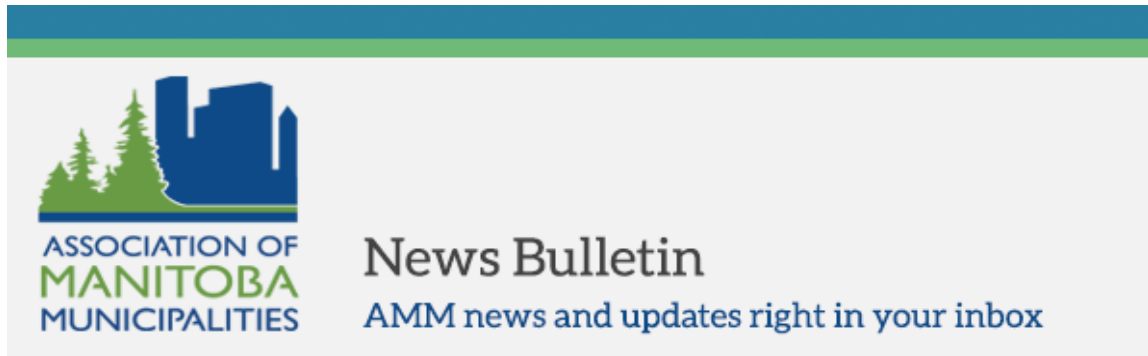 ASSOCIATION OF
MANITOBA
MUNICIPALITIES
News Bulletin
AMM news and updates right in your inbox